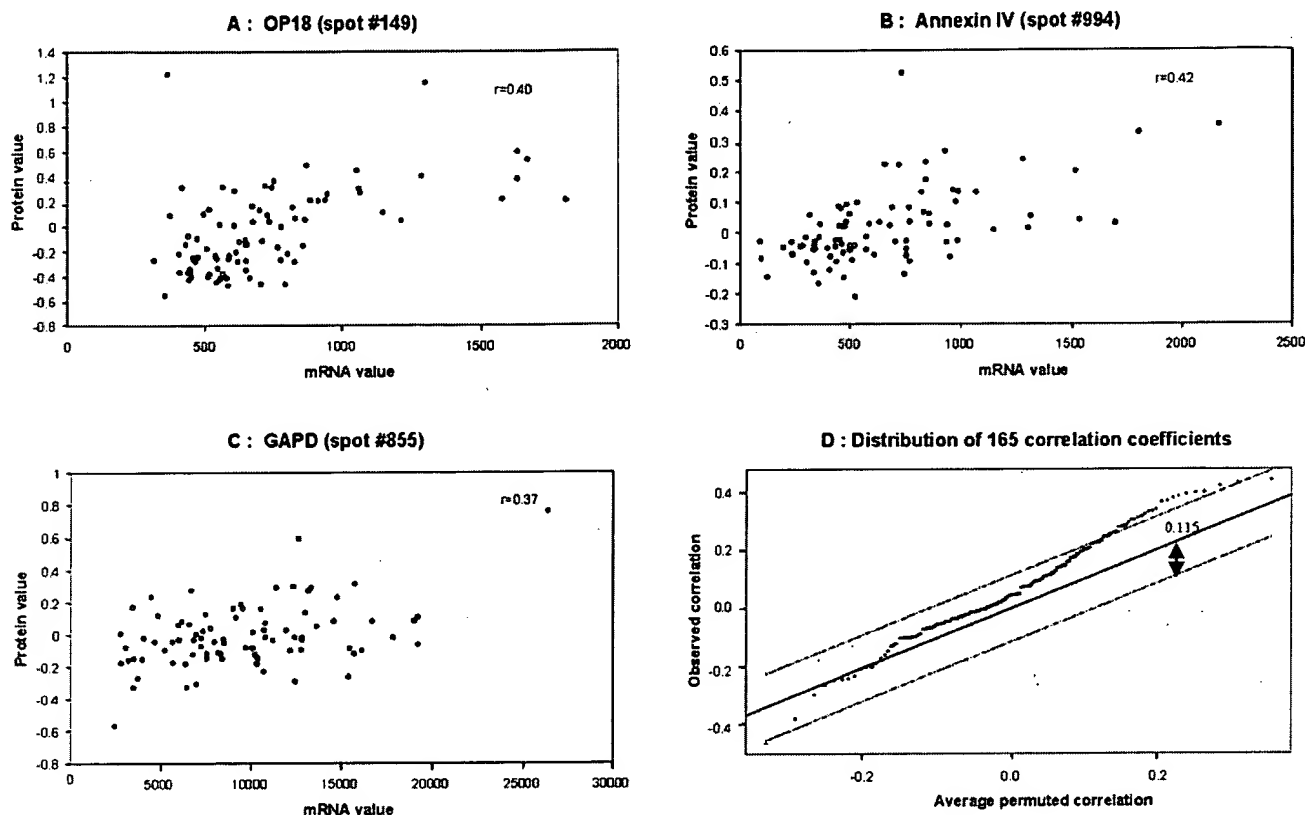 A : OP18 (spot #149)
1.4
1.2
1
0.8
0.6
0.4
0.2
0
-0.2
-0.4
-0.6
-0.8
Protein value
r=0.40
0 500 1000 1500 2000
mRNA value
B : Annexin IV (spot #994)
0.6
0.5
0.4
0.3
0.2
0.1
0
-0.1
-0.2
-0.3
Protein value
r=0.42
0 500 1000 1500 2000 2500
mRNA value
C : GAPD (spot #855)
1
0.8
0.6
0.4
0.2
0
-0.2
-0.4
-0.6
-0.8
Protein value
r=0.37
0 5000 10000 15000 20000 25000 30000
mRNA value
D : Distribution of 165 correlation coefficients
0.4
0.2
0.0
-0.2
-0.4
Observed correlation
0.115
-0.2 0.0 0.2
Average permuted correlation